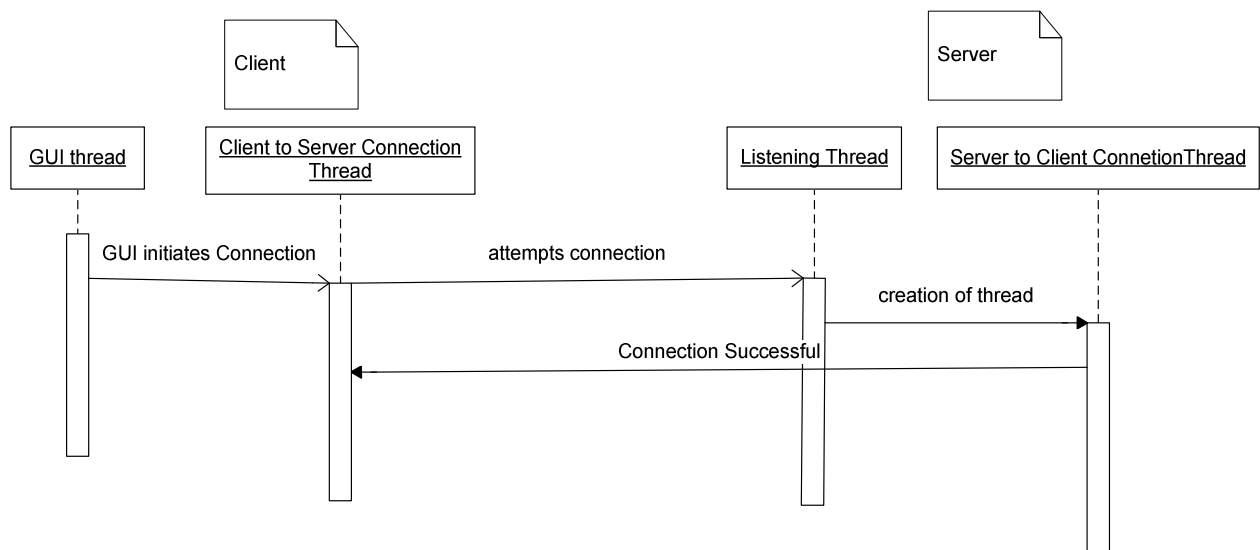 Client
Server
GUI thread
Client to Server Connection
Thread
Listening Thread
Server to Client ConnetionThread
GUI initiates Connection
attempts connection
creation of thread
Connection Successful